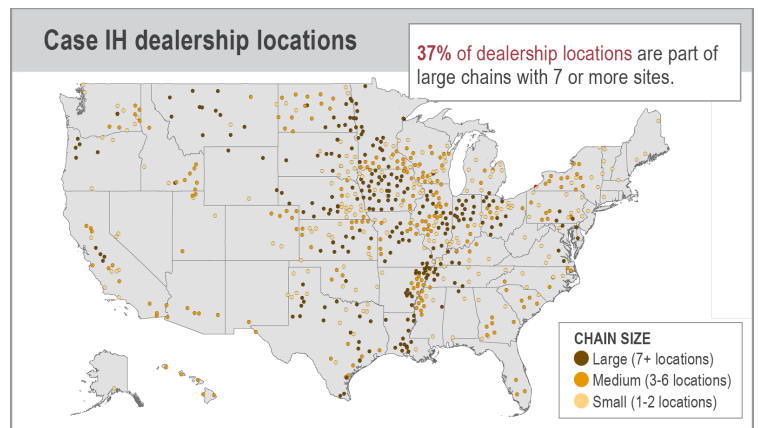 Case IH dealership locations
37% of dealership locations are part of
large chains with 7 or more sites.
CHAIN SIZE
Large (7+ locations)
Medium (3-6 locations)
Small (1-2 locations)